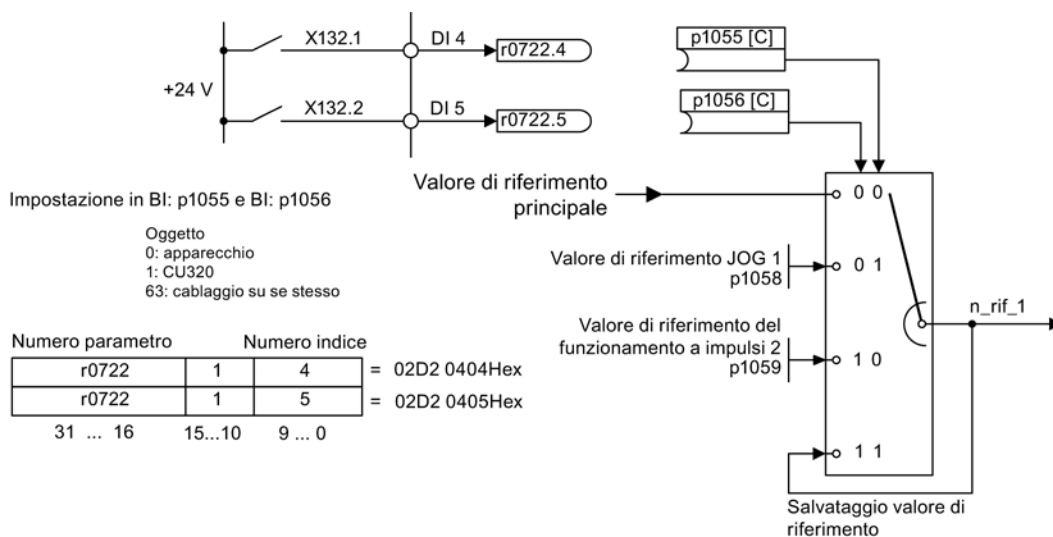 X132.1
DI 4
r0722.4
p1055 [C]
+24 V
p1056 [C]
X132.2
DI 5
r0722.5
Valore di riferimento
principale
0 0
Impostazione in BI: p1055 e BI: p1056
Oggetto
0: apparecchio
1: CU320
63: cablaggio su se stesso
Valore di riferimento JOG 1
p1058
0 1
n_rif_1
Valore di riferimento del
funzionamento a impulsi 2
p1059
1 0
Numero parametro Numero indice
r0722 1 4 = 02D2 0404Hex
r0722 1 5 = 02D2 0405Hex
31 ... 16 15...10 9 ... 0
1 1
Salvataggio valore di
riferimento